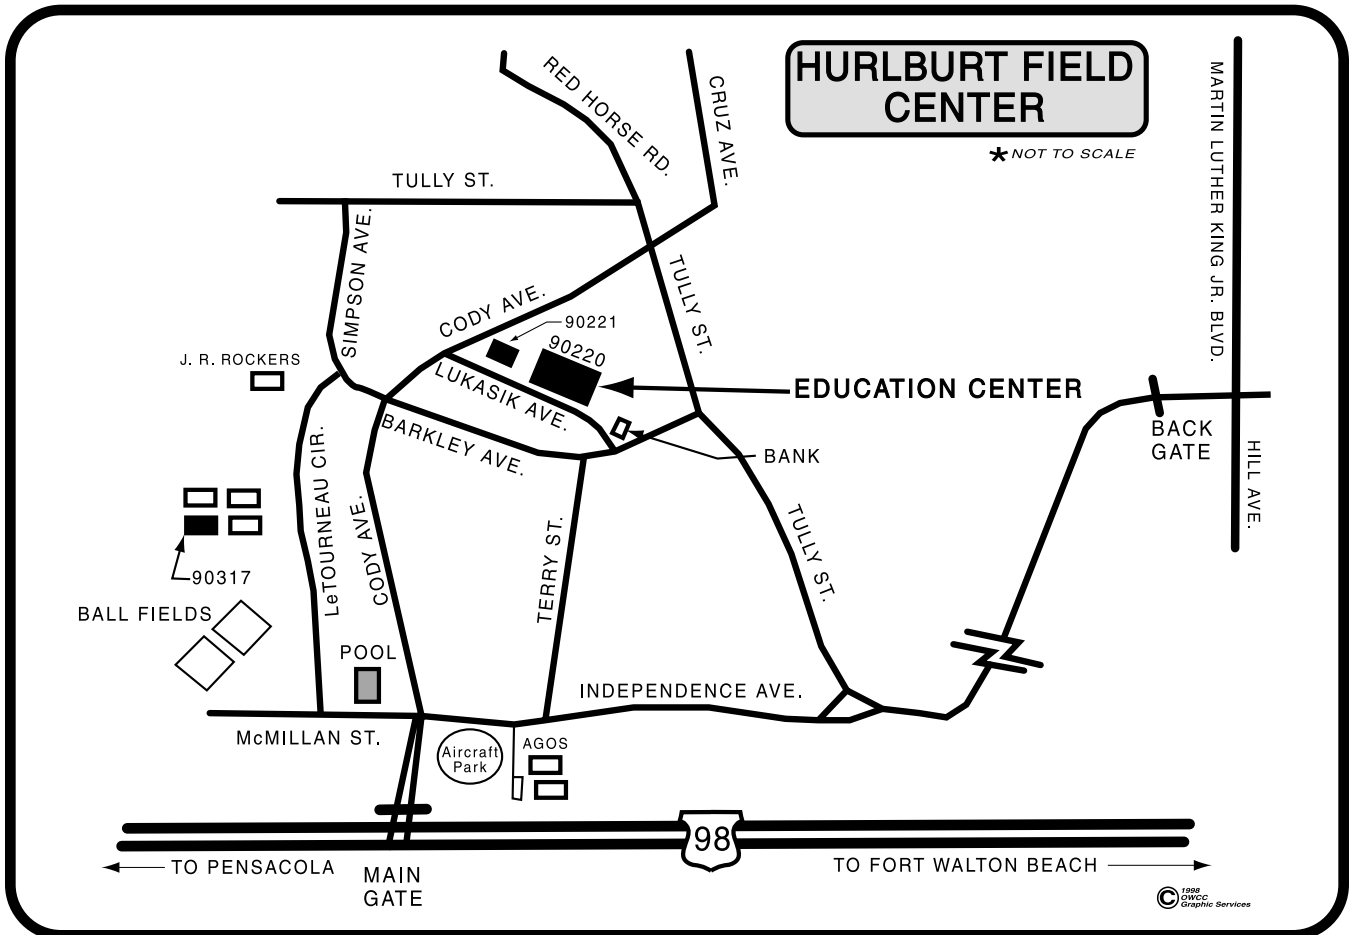 HURLBURT FIELD
CENTER
* NOT TO SCALE
RED HORSE RD.
CRUZ AVE.
MARTIN LUTHER KING JR. BLVD.
TULLY ST.
SIMPSON AVE.
TULLY ST.
CODY AVE.
90221
90220
J. R. ROCKERS
LUKASIK AVE.
EDUCATION CENTER
BARKLEY AVE.
BANK
BACK
GATE
HILL AVE.
LeTOURNEAU CIR.
CODY AVE.
TERRY ST.
TULLY ST.
90317
BALL FIELDS
POOL
INDEPENDENCE AVE.
McMILLAN ST.
Aircraft
Park
AGOS
98
TO PENSACOLA
MAIN
GATE
TO FORT WALTON BEACH
© 1998
OWCC
Graphic Services